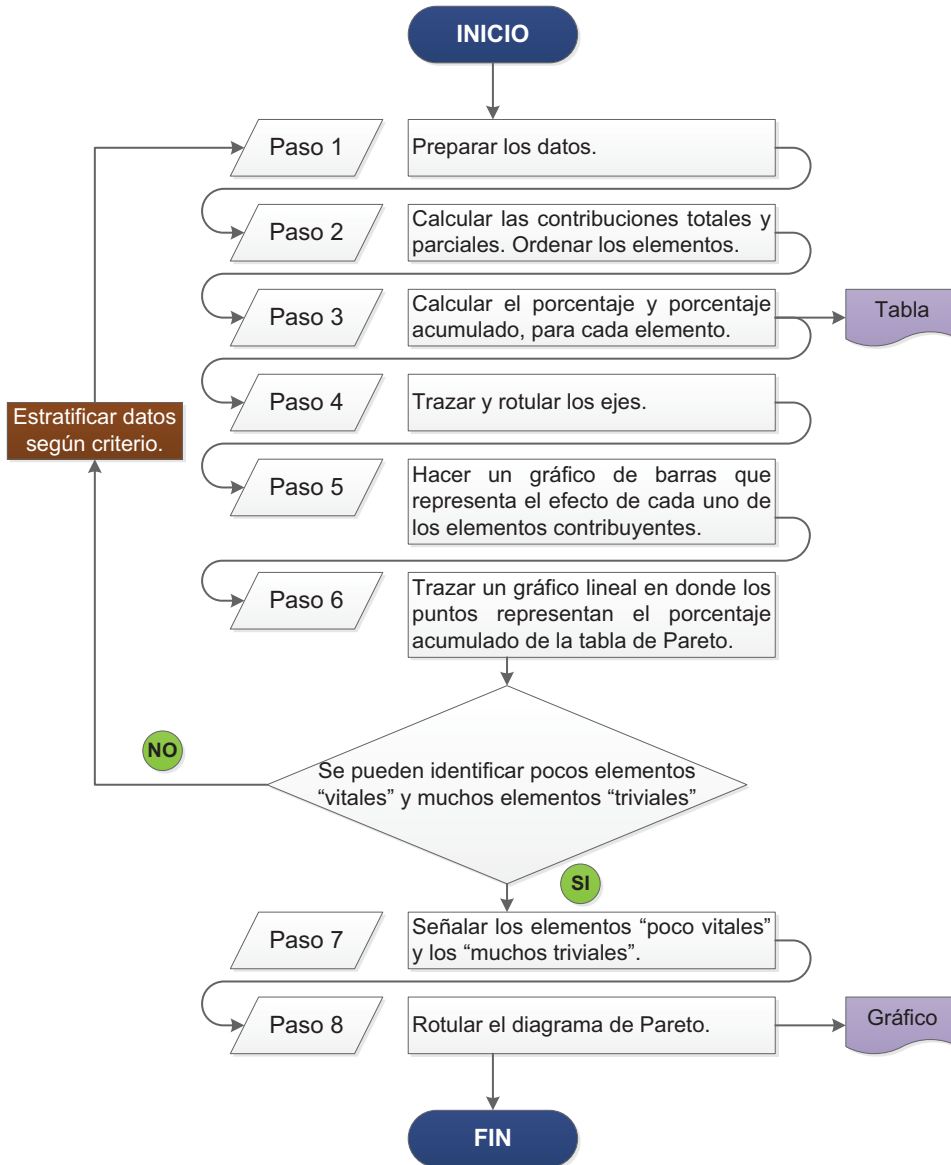 INICIO
Paso 1
Preparar los datos.
Paso 2
Calcular las contribuciones totales y
parciales. Ordenar los elementos.
Paso 3
Calcular el porcentaje y porcentaje
acumulado, para cada elemento.
Tabla
Paso 4
Trazar y rotular los ejes.
Estratificar datos
según criterio.
Paso 5
Hacer un gráfico de barras que
representa el efecto de cada uno de
los elementos contribuyentes.
Paso 6
Trazar un gráfico lineal en donde los
puntos representan el porcentaje
acumulado de la tabla de Pareto.
NO
Se pueden identificar pocos elementos
“vitales” y muchos elementos “triviales”
SI
Paso 7
Señalar los elementos “poco vitales”
y los “muchos triviales”.
Paso 8
Rotular el diagrama de Pareto.
Gráfico
FIN